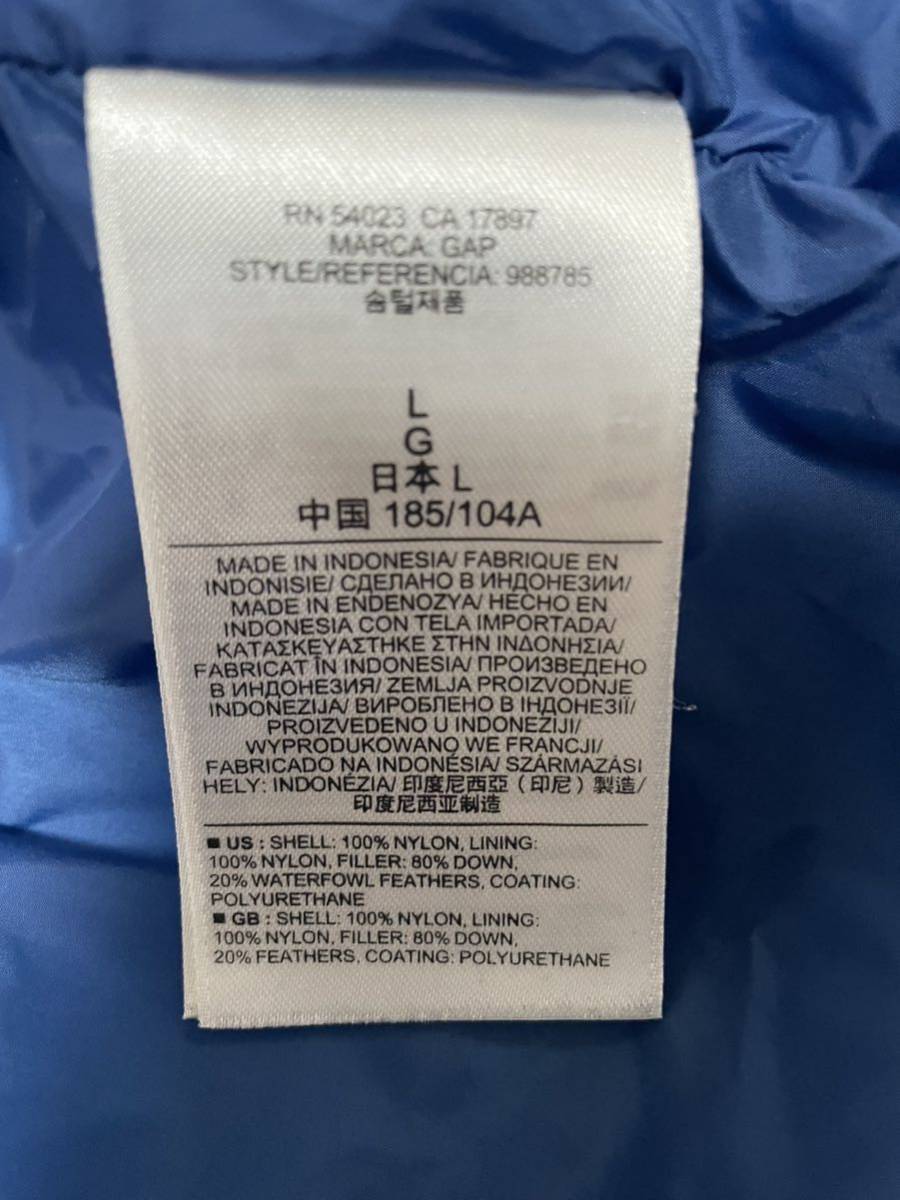 RN 54023 CA 17897
MARCA: GAP
STYLE/REFERENCIA: 988785
솜털제품
L
G
日本 L
中国 185/104A
MADE IN INDONESIA/ FABRIQUE EN
INDONISIE/ СДЕЛАНО В ИНДОНЕЗИИ/
MADE IN ENDENOZYA/ HECHO EN
INDONESIA CON TELA IMPORTADA/
ΚΑΤΑΣΚΕΥΑΣΤΗΚΕ ΣΤΗΝ ΙΝΔΟΝΗΣΙΑ/
FABRICAT ÎN INDONESIA/ ПРОИЗВЕДЕНО
В ИНДОНЕЗИЯ/ ZEMLJA PROIZVODNJE
INDONEZIJA/ ВИРОБЛЕНО В ІНДОНЕЗІЇ/
PROIZVEDENO U INDONEZIJI/
WYPRODUKOWANO WE FRANCJI/
FABRICADO NA INDONÉSIA/ SZÁRMAZÁSI
HELY: INDONÉZIA/ 印度尼西亞（印尼）製造/
印度尼西亚制造
■ US : SHELL: 100% NYLON, LINING:
100% NYLON, FILLER: 80% DOWN,
20% WATERFOWL FEATHERS, COATING:
POLYURETHANE
■ GB : SHELL: 100% NYLON, LINING:
100% NYLON, FILLER: 80% DOWN,
20% FEATHERS, COATING: POLYURETHANE